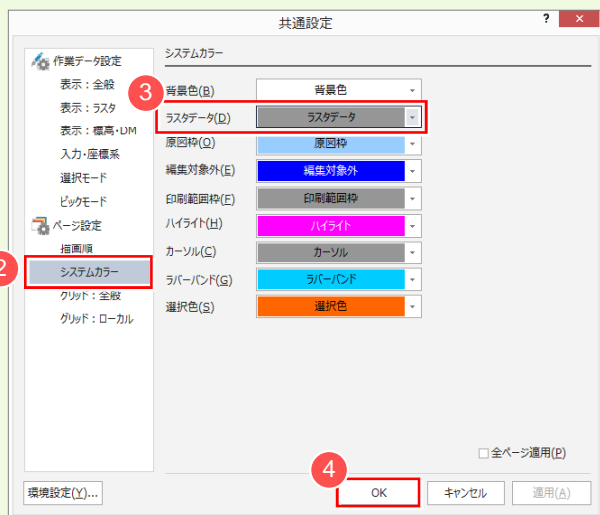 共通設定
?
×
作業データ設定
表示：全般
表示：ラスタ
表示：標高・DM
入力・座標系
選択モード
ピックモード
ページ設定
描画順
システムカラー
グリッド：全般
グリッド：ローカル
2
システムカラー
3
背景色(B) 背景色
ラスタデータ(D) ラスタデータ
原図枠(O) 原図枠
編集対象外(E) 編集対象外
印刷範囲枠(F) 印刷範囲枠
ハイライト(H) ハイライト
カーソル(C) カーソル
ラバーバンド(G) ラバーバンド
選択色(S) 選択色
全ページ適用(P)
4
環境設定(Y)... OK キャンセル 適用(A)